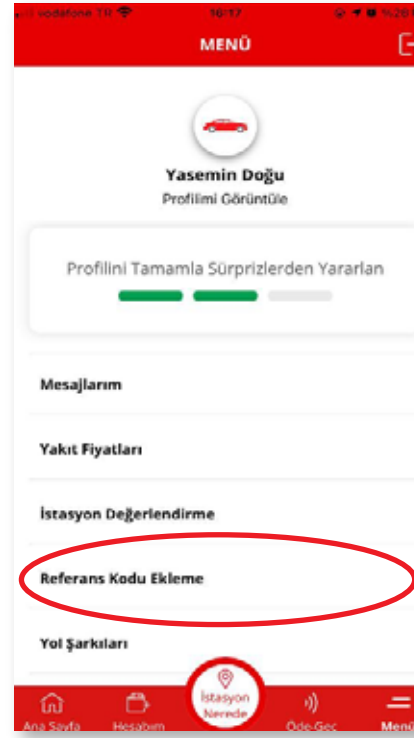 vodafone TR 16:17
MENÜ
Yasemin Doğu
Profilimi Görüntüle
Profilini Tamamla Sürprizlerden Yararlan
Mesajlarım
Yakıt Fiyatları
İstasyon Değerlendirme
Referans Kodu Ekleme
Yol Şarkıları
İstasyon
Nerede
Ana Sayfa Hesabım Öde-Geç Menü